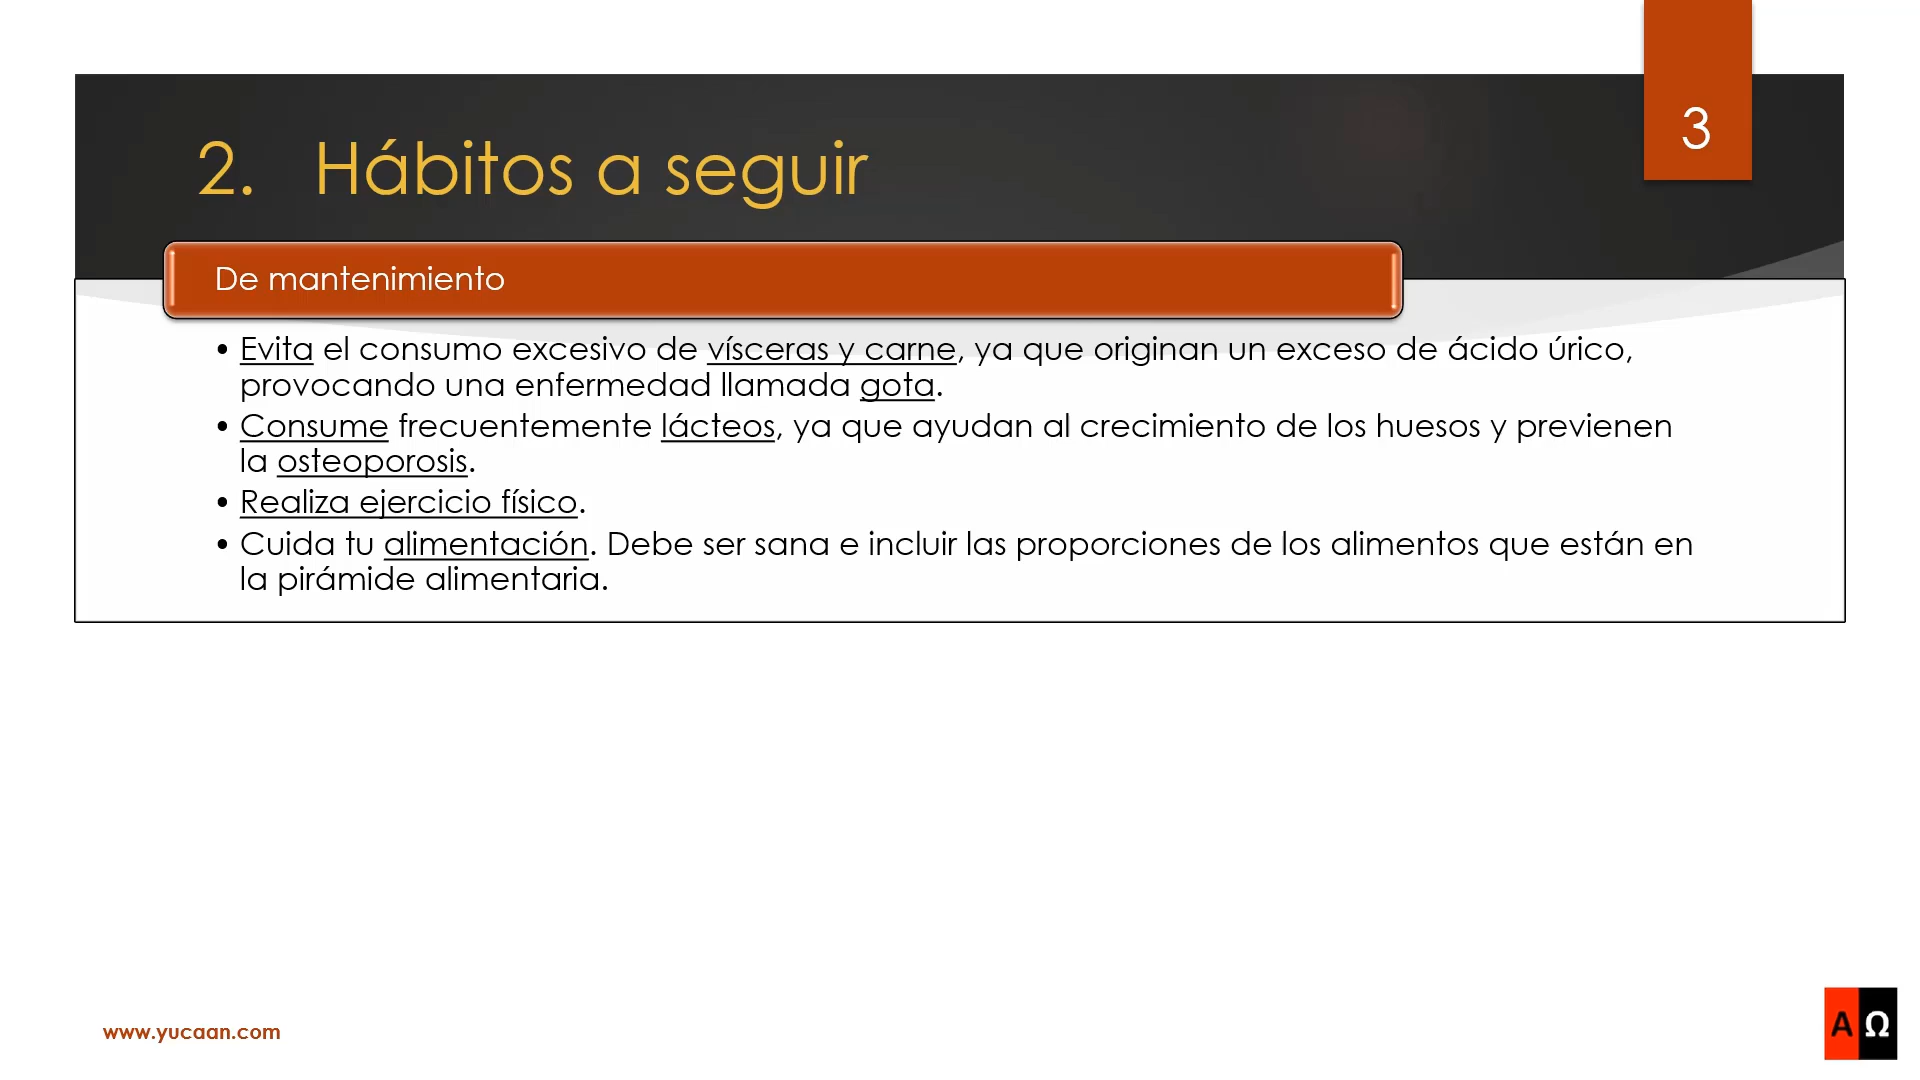 3
2. Hábitos a seguir
De mantenimiento
• Evita el consumo excesivo de vísceras y carne, ya que originan un exceso de ácido úrico,
provocando una enfermedad llamada gota.
• Consume frecuentemente lácteos, ya que ayudan al crecimiento de los huesos y previenen
la osteoporosis.
• Realiza ejercicio físico.
• Cuida tu alimentación. Debe ser sana e incluir las proporciones de los alimentos que están en
la pirámide alimentaria.
www.yucaan.com
AΩ